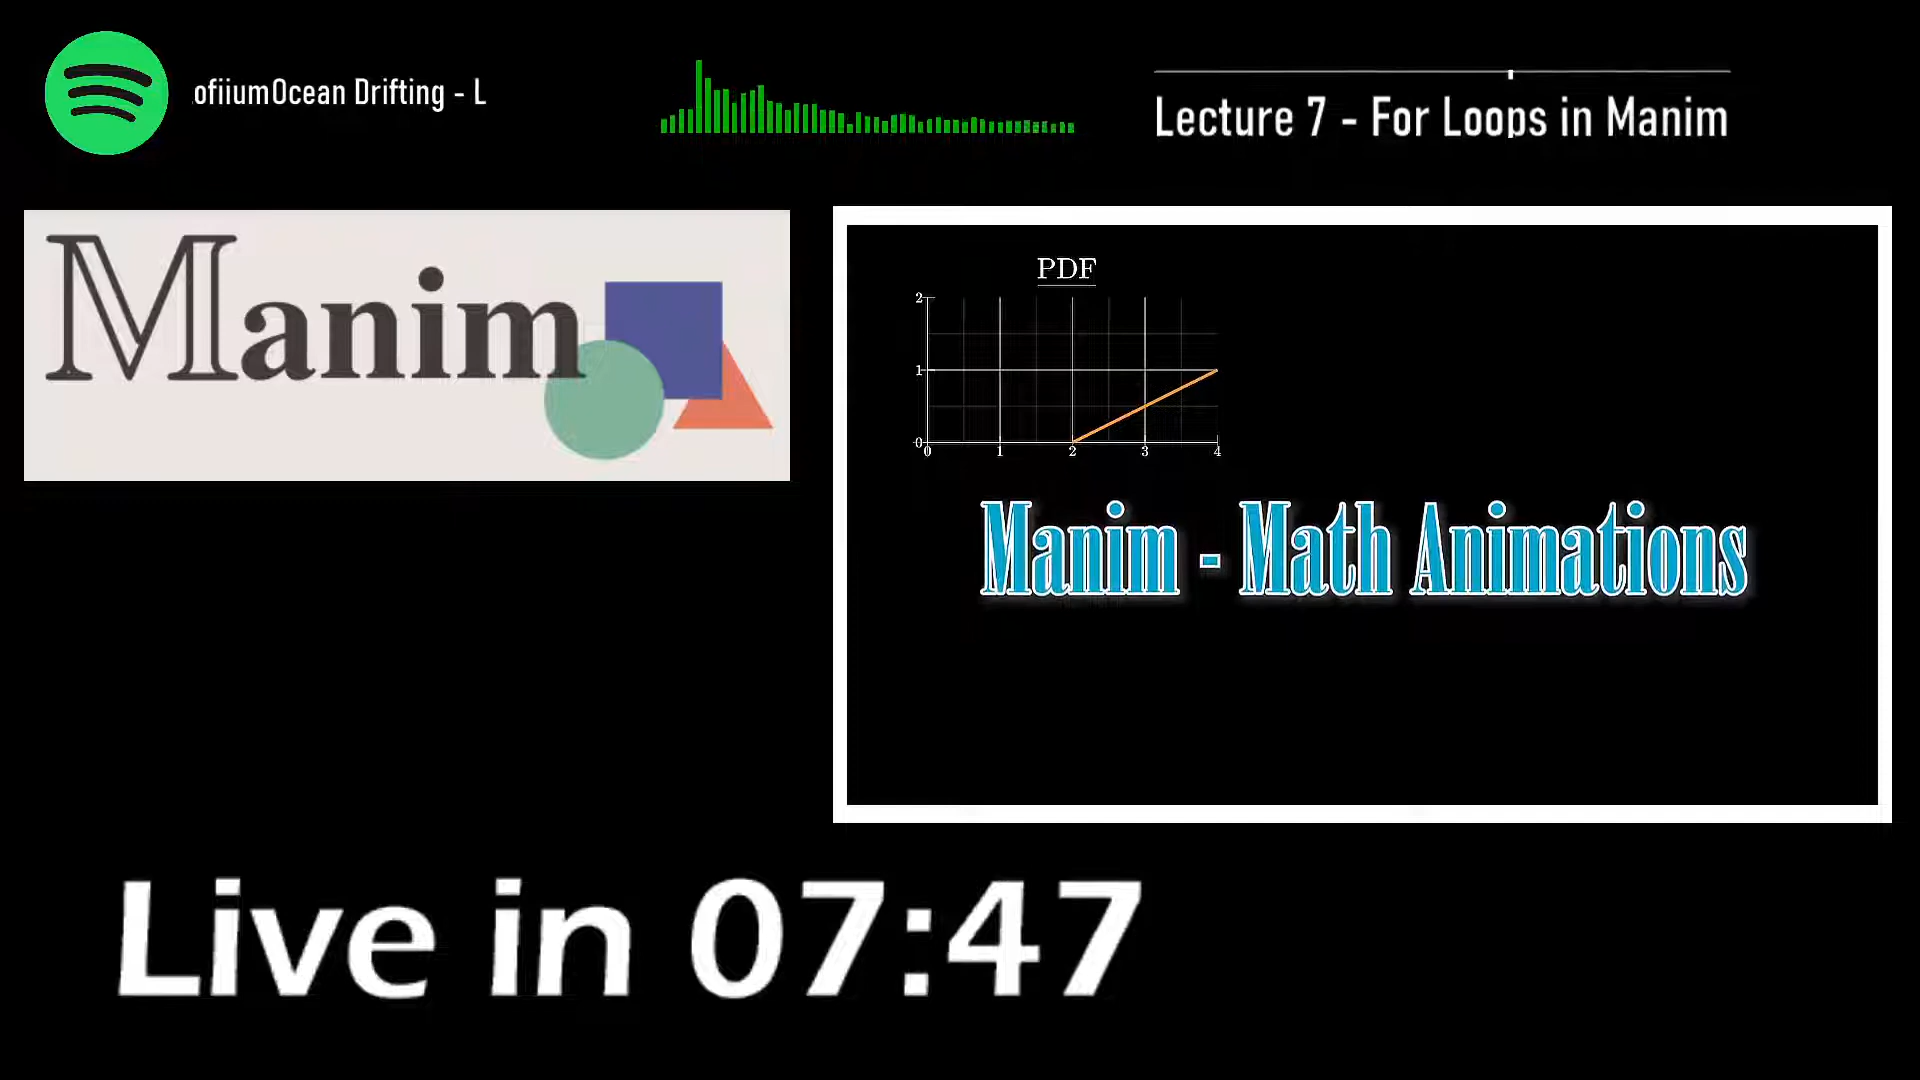 ofiiumOcean Drifting - L
Lecture 7 - For Loops in Manim
Manim
PDF
2
1
0
0 1 2 3 4
Manim - Math Animations
Live in 07:47